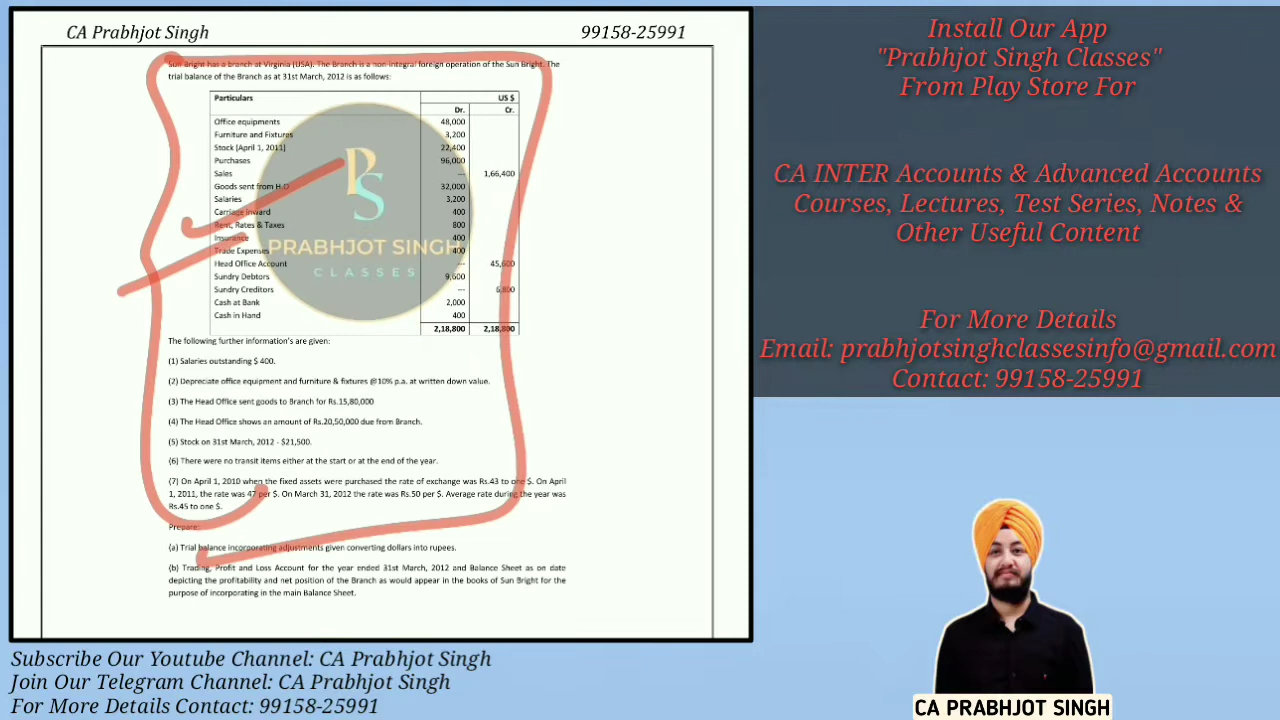 CA Prabhjot Singh 99158-25991
Sun Bright has a branch at Virginia (USA). The Branch is a non-integral foreign operation of the Sun Bright. The
trial balance of the Branch as at 31st March, 2012 is as follows:
Particulars US $
Dr. Cr.
Office equipments 48,000
Furniture and Fixtures 3,200
Stock (April 1, 2011) 22,400
Purchases 96,000
Sales --- 1,66,400
Goods sent from H.O 32,000
Salaries 3,200
Carriage inward 400
Rent, Rates & Taxes 800
Insurance 400
Trade Expenses 400
Head Office Account --- 45,600
Sundry Debtors 9,600
Sundry Creditors --- 6,800
Cash at Bank 2,000
Cash in Hand 400
2,18,800 2,18,800
The following further information's are given:
(1) Salaries outstanding $ 400.
(2) Depreciate office equipment and furniture & fixtures @10% p.a. at written down value.
(3) The Head Office sent goods to Branch for Rs.15,80,000
(4) The Head Office shows an amount of Rs.20,50,000 due from Branch.
(5) Stock on 31st March, 2012 - $21,500.
(6) There were no transit items either at the start or at the end of the year.
(7) On April 1, 2010 when the fixed assets were purchased the rate of exchange was Rs.43 to one $. On April
1, 2011, the rate was 47 per $. On March 31, 2012 the rate was Rs.50 per $. Average rate during the year was
Rs.45 to one $.
Prepare:
(a) Trial balance incorporating adjustments given converting dollars into rupees.
(b) Trading, Profit and Loss Account for the year ended 31st March, 2012 and Balance Sheet as on date
depicting the profitability and net position of the Branch as would appear in the books of Sun Bright for the
purpose of incorporating in the main Balance Sheet.
PS
PRABHJOT SINGH
CLASSES
Install Our App
"Prabhjot Singh Classes"
From Play Store For
CA INTER Accounts & Advanced Accounts
Courses, Lectures, Test Series, Notes &
Other Useful Content
For More Details
Email: prabhjotsinghclassesinfo@gmail.com
Contact: 99158-25991
Subscribe Our Youtube Channel: CA Prabhjot Singh
Join Our Telegram Channel: CA Prabhjot Singh
For More Details Contact: 99158-25991
CA PRABHJOT SINGH